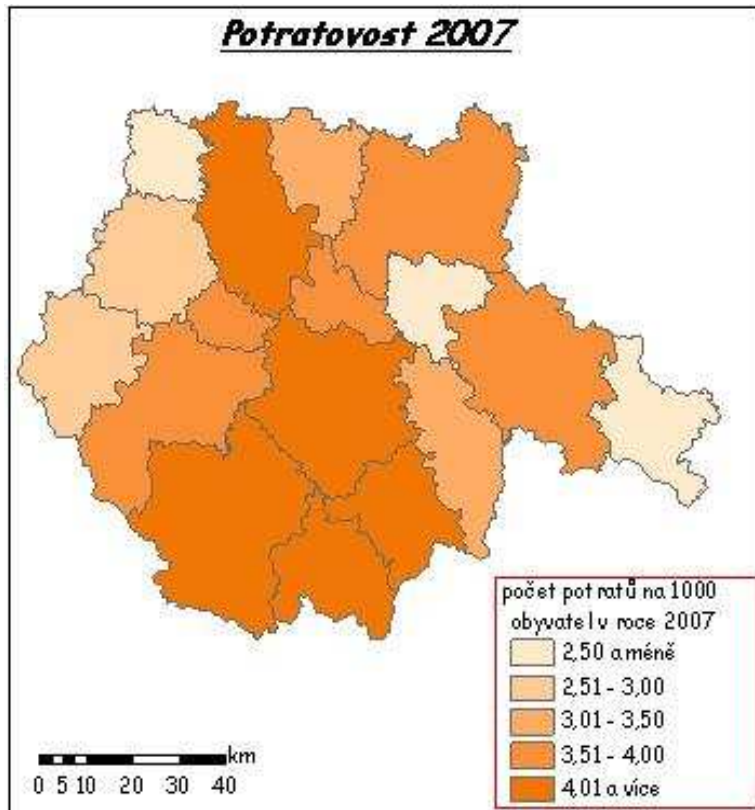 Potratovost 2007
počet potratů na 1000
obyvatel v roce 2007
2,50 a méně
2,51 - 3,00
3,01 - 3,50
3,51 - 4,00
4,01 a více
km
0 5 10 20 30 40